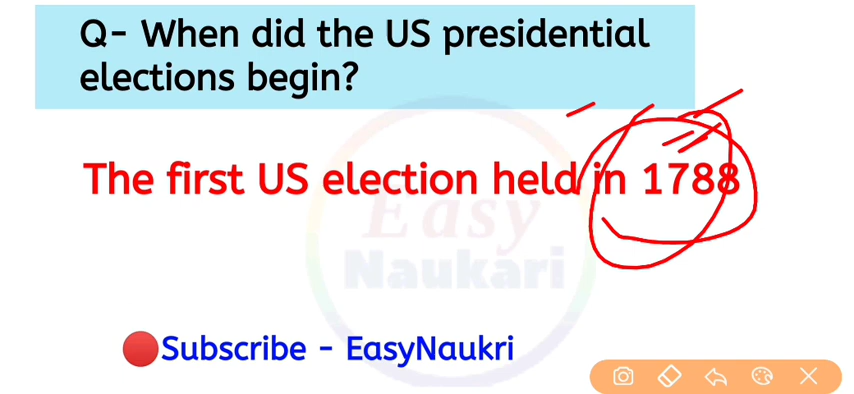 Q- When did the US presidential
elections begin?
The first US election held in 1788
Easy
Naukari
Subscribe - EasyNaukri